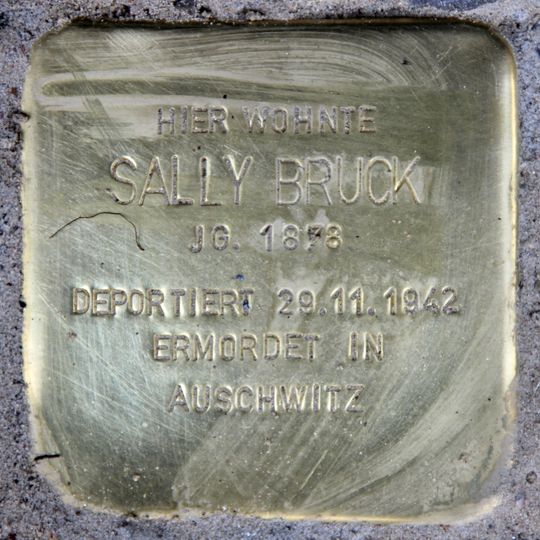 HIER WOHNTE
SALLY BRUCK
JG. 1878
DEPORTIERT 29.11.1942
ERMORDET IN
AUSCHWITZ